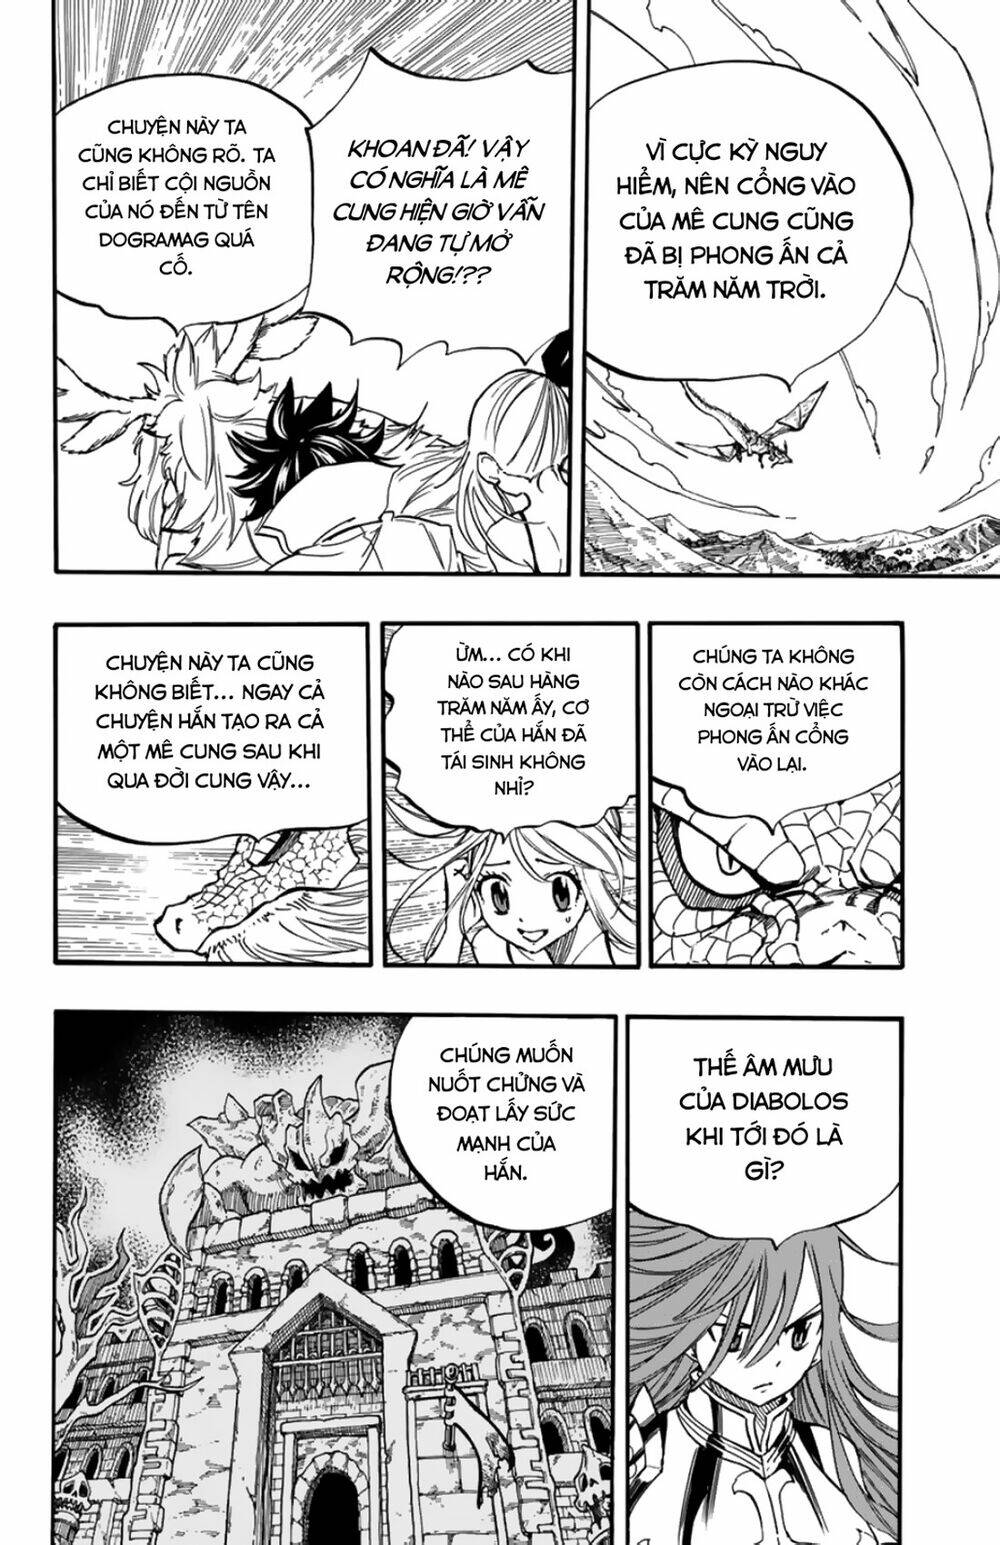 VÌ CỰC KỲ NGUY
HIỂM, NÊN CỔNG VÀO
CỦA MÊ CUNG CŨNG
ĐÃ BỊ PHONG ẤN CẢ
TRĂM NĂM TRỜI.
KHOAN ĐÃ! VẬY
CÓ NGHĨA LÀ MÊ
CUNG HIỆN GIỜ VẪN
ĐANG TỰ MỞ
RỘNG!??
CHUYỆN NÀY TA
CŨNG KHÔNG RÕ. TA
CHỈ BIẾT CỘI NGUỒN
CỦA NÓ ĐẾN TỪ TÊN
DOGRAMAG QUÁ
CỐ.
CHÚNG TA KHÔNG
CÒN CÁCH NÀO KHÁC
NGOẠI TRỪ VIỆC
PHONG ẤN CỔNG
VÀO LẠI.
ỪM... CÓ KHI
NÀO SAU HÀNG
TRĂM NĂM ẤY, CƠ
THỂ CỦA HẮN ĐÃ
TÁI SINH KHÔNG
NHỈ?
CHUYỆN NÀY TA CŨNG
KHÔNG BIẾT... NGAY CẢ
CHUYỆN HẮN TẠO RA CẢ
MỘT MÊ CUNG SAU KHI
QUA ĐỜI CUNG VẬY...
THẾ ÂM MƯU
CỦA DIABOLOS
KHI TỚI ĐÓ LÀ
GÌ?
CHÚNG MUỐN
NUỐT CHỬNG VÀ
ĐOẠT LẤY SỨC
MẠNH CỦA
HẮN.